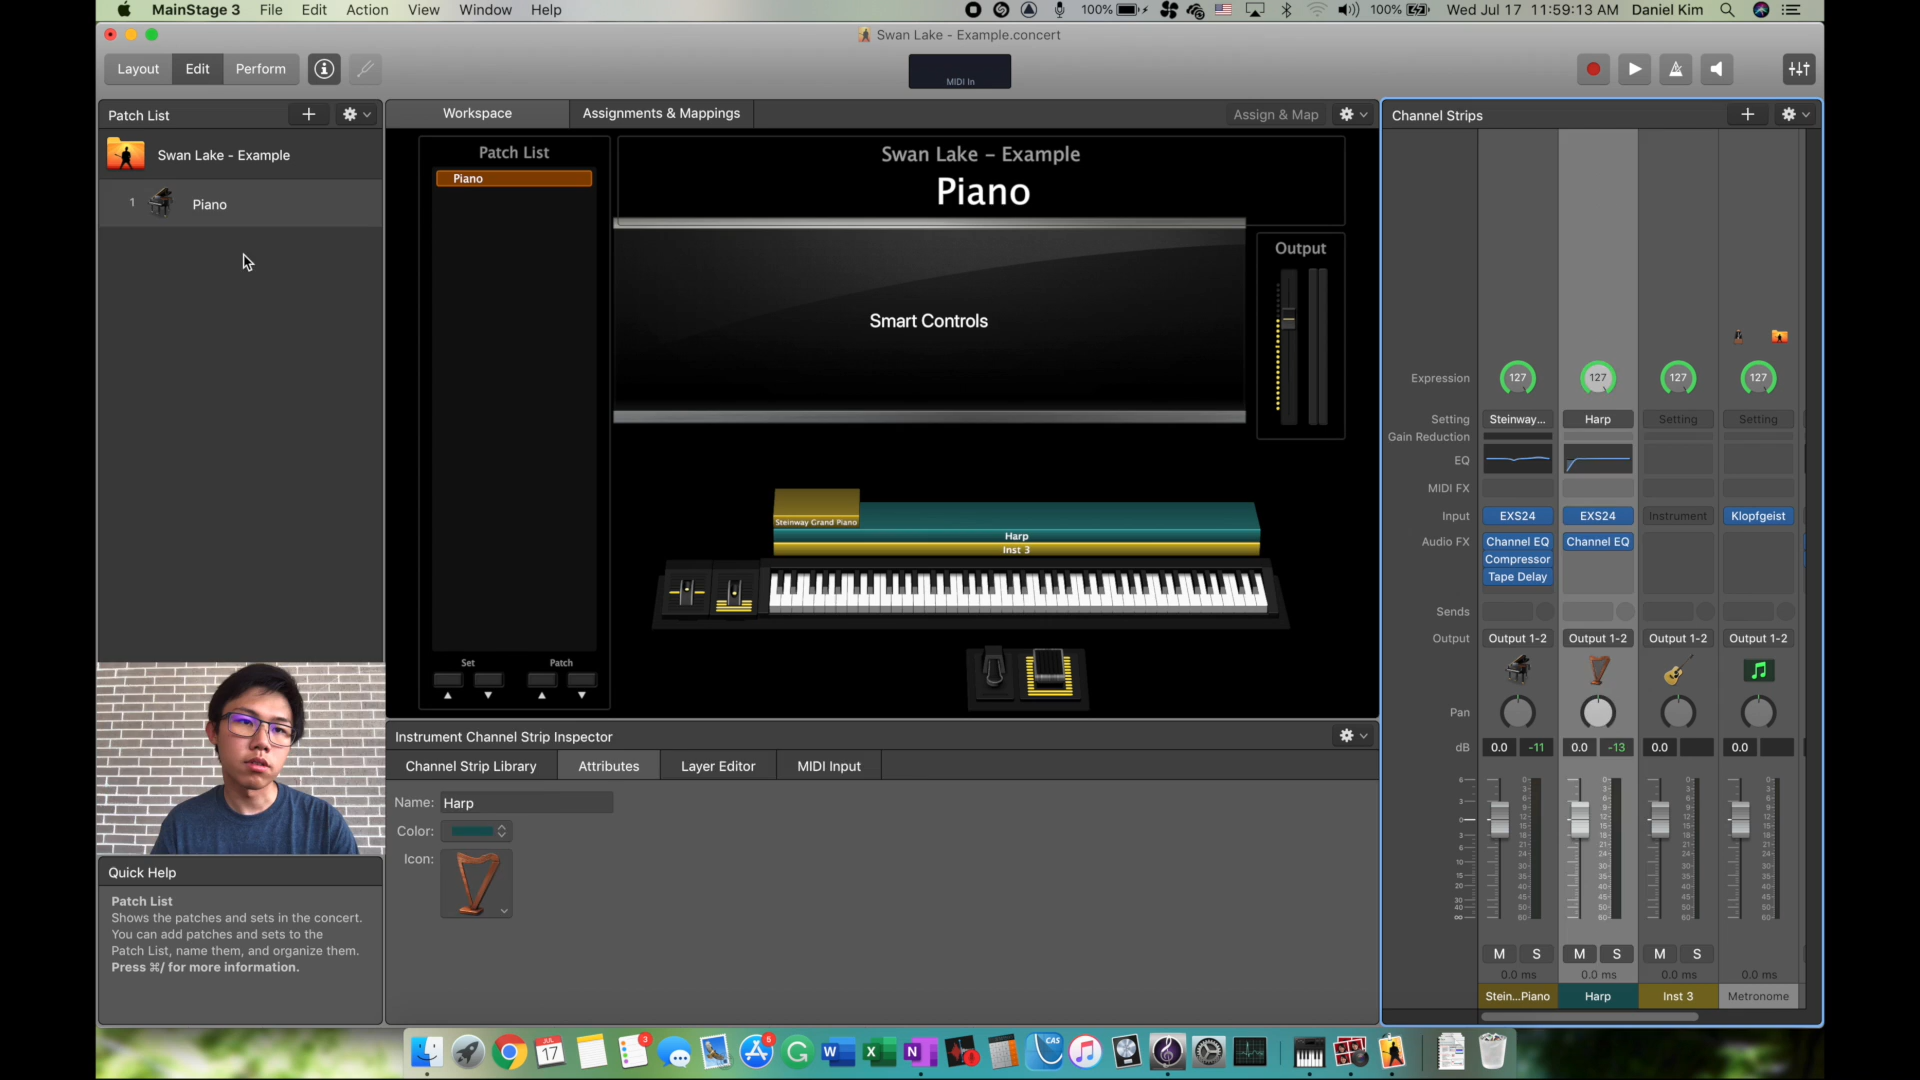 MainStage 3 File Edit Action View Window Help 100% 100% Wed Jul 17 11:59:13 AM Daniel Kim
Swan Lake - Example.concert
Layout Edit Perform
MIDI In
Patch List
Swan Lake - Example
1 Piano
Workspace Assignments & Mappings Assign & Map
Patch List
Piano
Set Patch
Swan Lake - Example
Piano
Smart Controls
Output
Steinway Grand Piano
Harp
Inst 3
Channel Strips
Expression 127 127 127 127
Setting Steinway... Harp Setting Setting
Gain Reduction
EQ
MIDI FX
Input EXS24 EXS24 Instrument Klopfgeist
Audio FX Channel EQ Channel EQ
Compressor
Tape Delay
Sends
Output Output 1-2 Output 1-2 Output 1-2 Output 1-2
Pan
dB 0.0 -11 0.0 -13 0.0 0.0
M S M S M S
0.0 ms 0.0 ms 0.0 ms 0.0 ms
Stein...Piano Harp Inst 3 Metronome
Instrument Channel Strip Inspector
Channel Strip Library Attributes Layer Editor MIDI Input
Name: Harp
Color:
Icon:
Quick Help
Patch List
Shows the patches and sets in the concert.
You can add patches and sets to the
Patch List, name them, and organize them.
Press ⌘/ for more information.